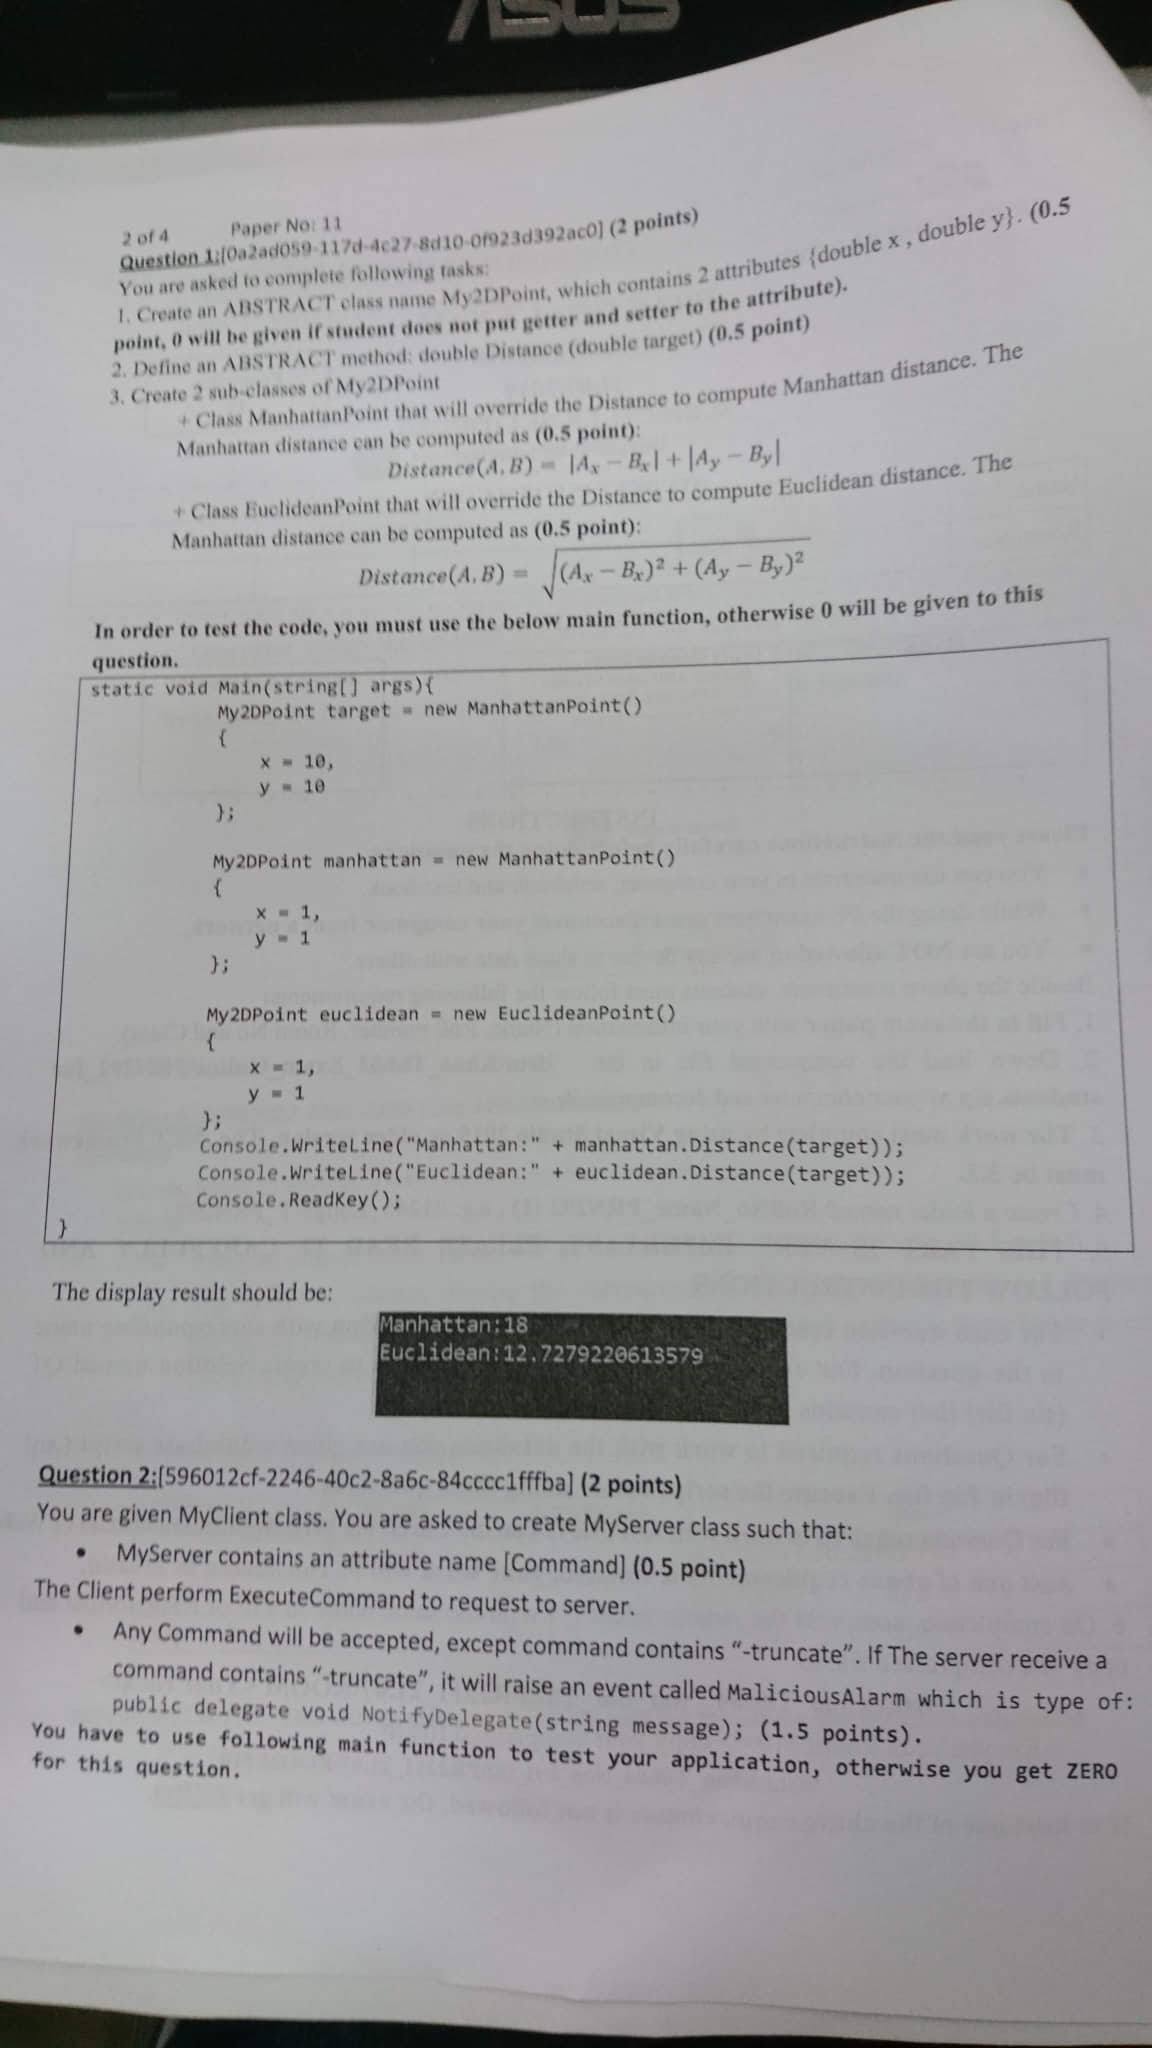 ASUS
2 of 4 Paper No: 11
Question 1:[0a2ad059-117d-4c27-8d10-0f923d392ac0] (2 points)
You are asked to complete following tasks:
1. Create an ABSTRACT class name My2DPoint, which contains 2 attributes {double x , double y}. (0.5
point, 0 will be given if student does not put getter and setter to the attribute).
2. Define an ABSTRACT method: double Distance (double target) (0.5 point)
3. Create 2 sub-classes of My2DPoint
+ Class ManhattanPoint that will override the Distance to compute Manhattan distance. The
Manhattan distance can be computed as (0.5 point):
Distance(A, B) = |Ax − Bx| + |Ay − By|
+ Class EuclideanPoint that will override the Distance to compute Euclidean distance. The
Manhattan distance can be computed as (0.5 point):
Distance(A, B) = √(Ax − Bx)² + (Ay − By)²
In order to test the code, you must use the below main function, otherwise 0 will be given to this
question.
static void Main(string[] args){
My2DPoint target = new ManhattanPoint()
{
x = 10,
y = 10
};
My2DPoint manhattan = new ManhattanPoint()
{
x = 1,
y = 1
};
My2DPoint euclidean = new EuclideanPoint()
{
x = 1,
y = 1
};
Console.WriteLine("Manhattan:" + manhattan.Distance(target));
Console.WriteLine("Euclidean:" + euclidean.Distance(target));
Console.ReadKey();
}
The display result should be:
Manhattan:18
Euclidean:12.7279220613579
Question 2:[596012cf-2246-40c2-8a6c-84cccc1fffba] (2 points)
You are given MyClient class. You are asked to create MyServer class such that:
• MyServer contains an attribute name [Command] (0.5 point)
The Client perform ExecuteCommand to request to server.
• Any Command will be accepted, except command contains “-truncate”. If The server receive a
command contains “-truncate”, it will raise an event called MaliciousAlarm which is type of:
public delegate void NotifyDelegate(string message); (1.5 points).
You have to use following main function to test your application, otherwise you get ZERO
for this question.